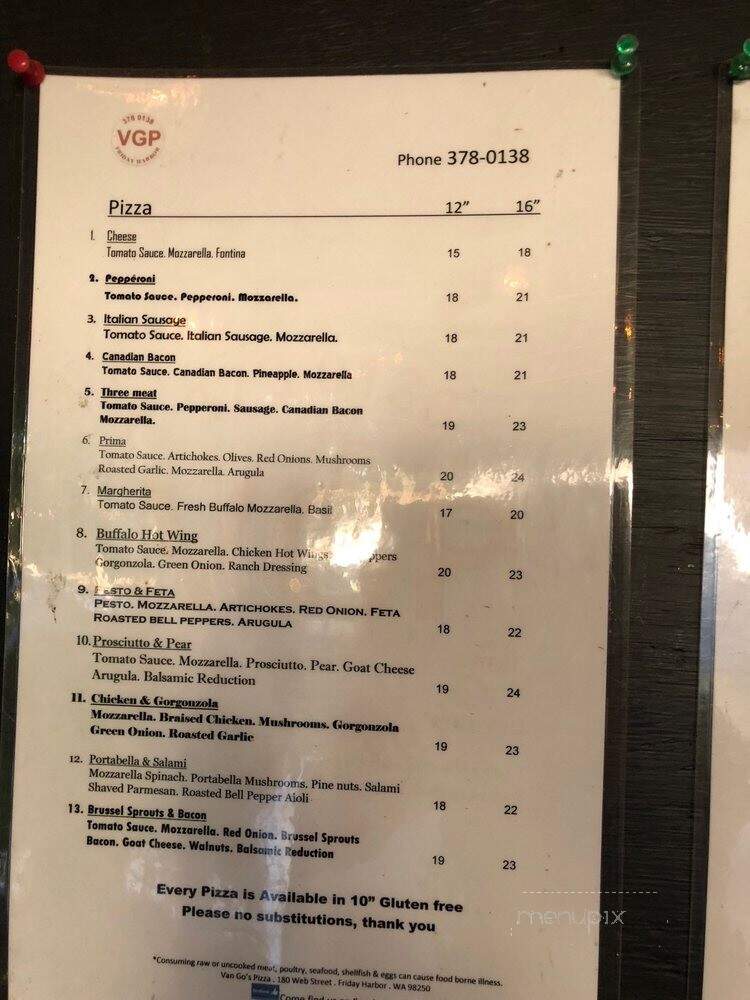 378 0138
VGP
FRIDAY HARBOR
Phone 378-0138
Pizza 12” 16”
1. Cheese
Tomato Sauce. Mozzarella. Fontina 15 18
2. Pepperoni
Tomato Sauce. Pepperoni. Mozzarella. 18 21
3. Italian Sausage
Tomato Sauce. Italian Sausage. Mozzarella. 18 21
4. Canadian Bacon
Tomato Sauce. Canadian Bacon. Pineapple. Mozzarella 18 21
5. Three meat
Tomato Sauce. Pepperoni. Sausage. Canadian Bacon
Mozzarella. 19 23
6. Prima
Tomato Sauce. Artichokes. Olives. Red Onions. Mushrooms
Roasted Garlic. Mozzarella. Arugula 20 24
7. Margherita
Tomato Sauce. Fresh Buffalo Mozzarella. Basil 17 20
8. Buffalo Hot Wing
Tomato Sauce. Mozzarella. Chicken Hot Wings.
Gorgonzola. Green Onion. Ranch Dressing 20 23
9. Pesto & Feta
Pesto. Mozzarella. Artichokes. Red Onion. Feta
Roasted bell peppers. Arugula 18 22
10. Prosciutto & Pear
Tomato Sauce. Mozzarella. Prosciutto. Pear. Goat Cheese
Arugula. Balsamic Reduction 19 24
11. Chicken & Gorgonzola
Mozzarella. Braised Chicken. Mushrooms. Gorgonzola
Green Onion. Roasted Garlic 19 23
12. Portabella & Salami
Mozzarella Spinach. Portabella Mushrooms. Pine nuts. Salami
Shaved Parmesan. Roasted Bell Pepper Aioli 18 22
13. Brussel Sprouts & Bacon
Tomato Sauce. Mozzarella. Red Onion. Brussel Sprouts
Bacon. Goat Cheese. Walnuts. Balsamic Reduction 19 23
Every Pizza is Available in 10” Gluten free
Please no substitutions, thank you
menupix
*Consuming raw or uncooked meat, poultry, seafood, shellfish & eggs can cause food borne illness.
Van Go's Pizza . 180 Web Street . Friday Harbor . WA 98250
Come find us